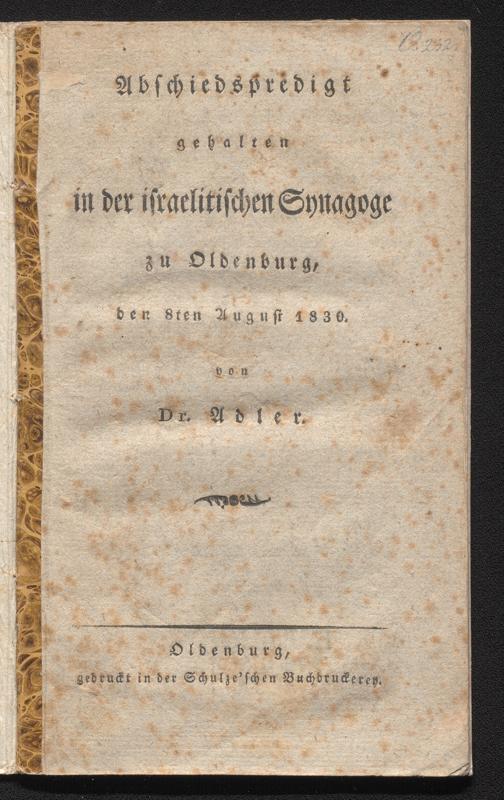 Abschiedspredigt
gehalten
in der israelitischen Synagoge
zu Oldenburg,
den 8ten August 1830.
von
Dr. Adler.
Oldenburg,
gedruckt in der Schulze'schen Buchdruckerey.